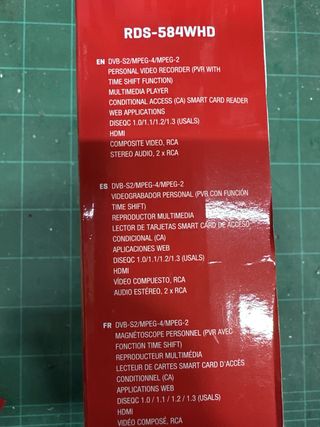 RDS-584WHD
EN DVB-S2/MPEG-4/MPEG-2
PERSONAL VIDEO RECORDER (PVR WITH
TIME SHIFT FUNCTION)
MULTIMEDIA PLAYER
CONDITIONAL ACCESS (CA) SMART CARD READER
WEB APPLICATIONS
DISEQC 1.0/1.1/1.2/1.3 (USALS)
HDMI
COMPOSITE VIDEO, RCA
STEREO AUDIO, 2 x RCA
ES DVB-S2/MPEG-4/MPEG-2
VIDEOGRABADOR PERSONAL (PVR CON FUNCIÓN
TIME SHIFT)
REPRODUCTOR MULTIMEDIA
LECTOR DE TARJETAS SMART CARD DE ACCESO
CONDICIONAL (CA)
APLICACIONES WEB
DISEQC 1.0/1.1/1.2/1.3 (USALS)
HDMI
VÍDEO COMPUESTO, RCA
AUDIO ESTÉREO, 2 x RCA
FR DVB-S2/MPEG-4/MPEG-2
MAGNÉTOSCOPE PERSONNEL (PVR AVEC
FONCTION TIME SHIFT)
REPRODUCTEUR MULTIMÉDIA
LECTEUR DE CARTES SMART CARD D'ACCÈS
CONDITIONNEL (CA)
APPLICATIONS WEB
DISEQC 1.0 / 1.1 / 1.2 / 1.3 (USALS)
HDMI
VIDÉO COMPOSÉ, RCA